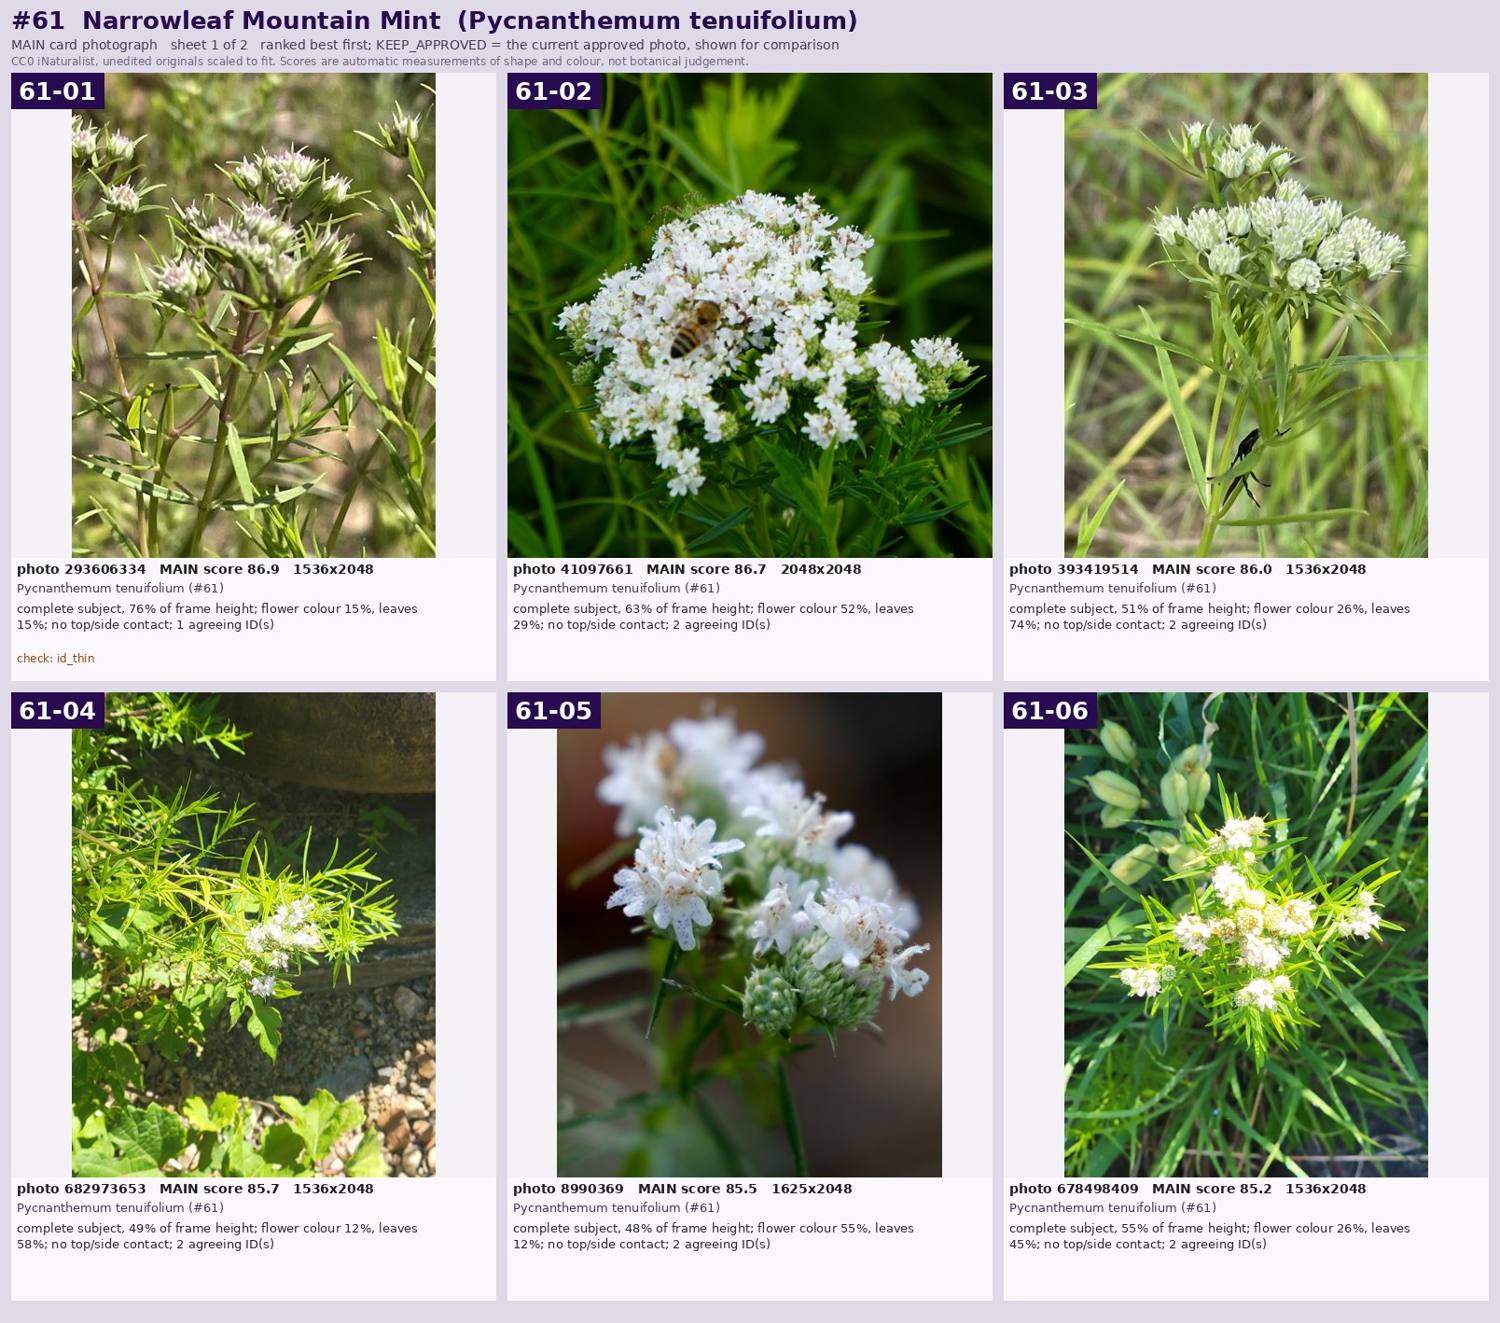 #61  Narrowleaf Mountain Mint  (Pycnanthemum tenuifolium)
MAIN card photograph   sheet 1 of 2   ranked best first; KEEP_APPROVED = the current approved photo, shown for comparison
CC0 iNaturalist, unedited originals scaled to fit. Scores are automatic measurements of shape and colour, not botanical judgement.
61-01
61-02
61-03
photo 293606334   MAIN score 86.9   1536x2048
Pycnanthemum tenuifolium (#61)
complete subject, 76% of frame height; flower colour 15%, leaves
15%; no top/side contact; 1 agreeing ID(s)
check: id_thin
photo 41097661   MAIN score 86.7   2048x2048
Pycnanthemum tenuifolium (#61)
complete subject, 63% of frame height; flower colour 52%, leaves
29%; no top/side contact; 2 agreeing ID(s)
photo 393419514   MAIN score 86.0   1536x2048
Pycnanthemum tenuifolium (#61)
complete subject, 51% of frame height; flower colour 26%, leaves
74%; no top/side contact; 2 agreeing ID(s)
61-04
61-05
61-06
photo 682973653   MAIN score 85.7   1536x2048
Pycnanthemum tenuifolium (#61)
complete subject, 49% of frame height; flower colour 12%, leaves
58%; no top/side contact; 2 agreeing ID(s)
photo 8990369   MAIN score 85.5   1625x2048
Pycnanthemum tenuifolium (#61)
complete subject, 48% of frame height; flower colour 55%, leaves
12%; no top/side contact; 2 agreeing ID(s)
photo 678498409   MAIN score 85.2   1536x2048
Pycnanthemum tenuifolium (#61)
complete subject, 55% of frame height; flower colour 26%, leaves
45%; no top/side contact; 2 agreeing ID(s)